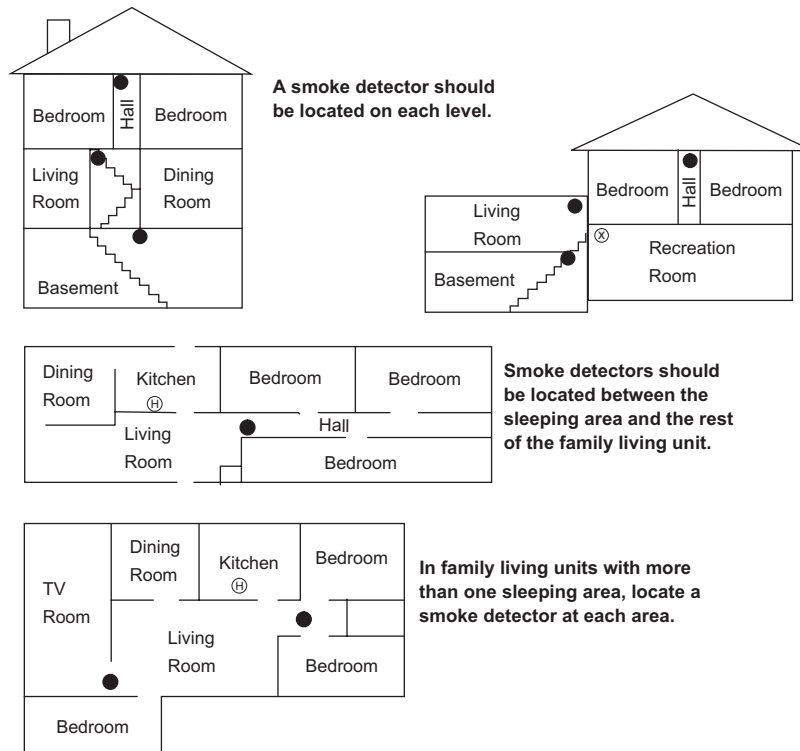 A smoke detector should
be located on each level.
Bedroom
Hall
Bedroom
Living
Room
Dining
Room
Basement
Bedroom
Hall
Bedroom
Living
Room
X
Recreation
Room
Basement
Dining
Room
Kitchen
H
Bedroom
Bedroom
Living
Room
Hall
Bedroom
Smoke detectors should
be located between the
sleeping area and the rest
of the family living unit.
TV
Room
Dining
Room
Kitchen
H
Bedroom
Living
Room
Bedroom
Bedroom
In family living units with more
than one sleeping area, locate a
smoke detector at each area.